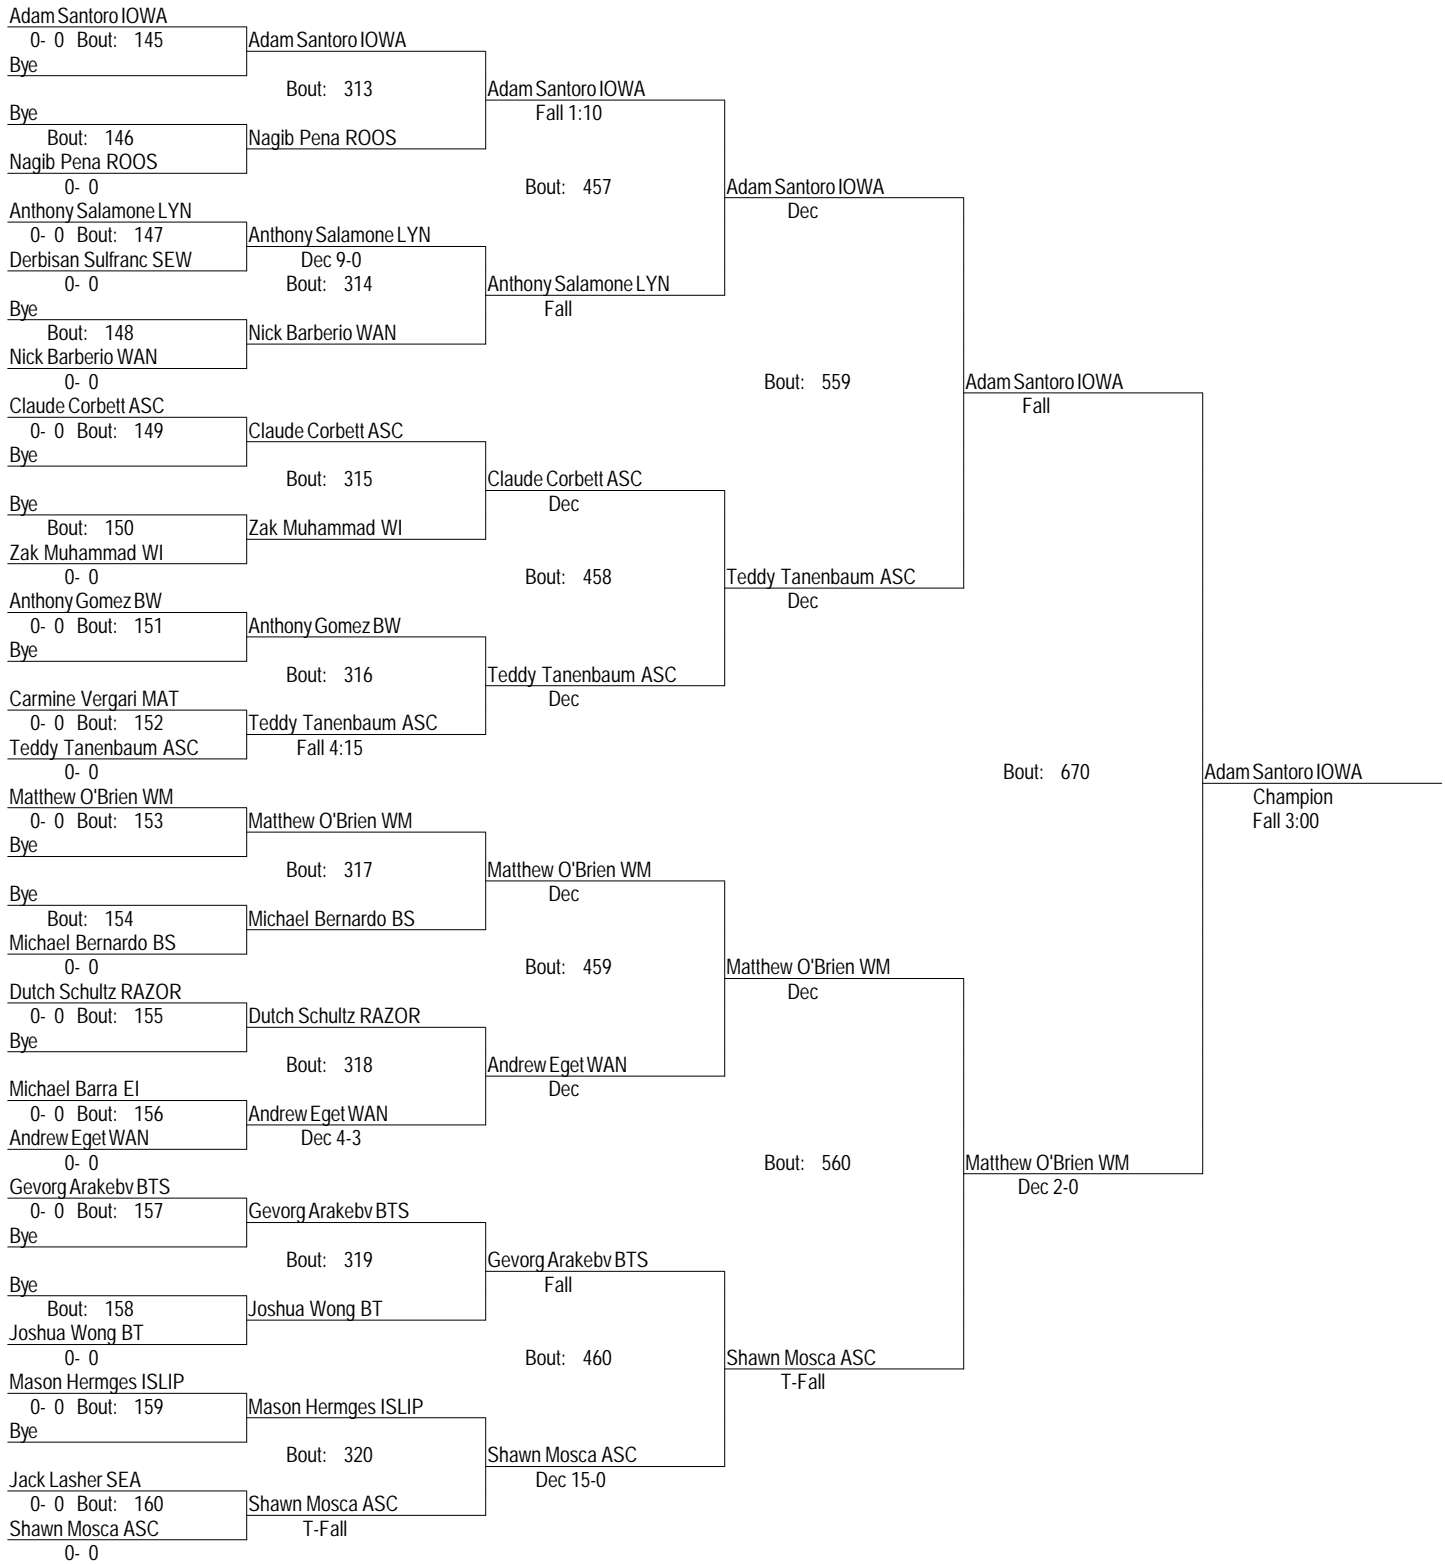 Adam Santoro IOWA
0- 0 Bout: 145 Adam Santoro IOWA
Bye
Bout: 313 Adam Santoro IOWA
Bye Fall 1:10
Bout: 146 Nagib Pena ROOS
Nagib Pena ROOS
0- 0 Bout: 457 Adam Santoro IOWA
Anthony Salamone LYN Dec
0- 0 Bout: 147 Anthony Salamone LYN
Derbisan Sulfranc SEW Dec 9-0
0- 0 Bout: 314 Anthony Salamone LYN
Bye Fall
Bout: 148 Nick Barberio WAN
Nick Barberio WAN
0- 0 Bout: 559 Adam Santoro IOWA
Claude Corbett ASC Fall
0- 0 Bout: 149 Claude Corbett ASC
Bye
Bout: 315 Claude Corbett ASC
Bye Dec
Bout: 150 Zak Muhammad WI
Zak Muhammad WI
0- 0 Bout: 458 Teddy Tanenbaum ASC
Anthony Gomez BW Dec
0- 0 Bout: 151 Anthony Gomez BW
Bye
Bout: 316 Teddy Tanenbaum ASC
Carmine Vergari MAT Dec
0- 0 Bout: 152 Teddy Tanenbaum ASC
Teddy Tanenbaum ASC Fall 4:15
0- 0 Bout: 670 Adam Santoro IOWA
Matthew O'Brien WM Champion
0- 0 Bout: 153 Matthew O'Brien WM Fall 3:00
Bye
Bout: 317 Matthew O'Brien WM
Bye Dec
Bout: 154 Michael Bernardo BS
Michael Bernardo BS
0- 0 Bout: 459 Matthew O'Brien WM
Dutch Schultz RAZOR Dec
0- 0 Bout: 155 Dutch Schultz RAZOR
Bye
Bout: 318 Andrew Eget WAN
Michael Barra EI Dec
0- 0 Bout: 156 Andrew Eget WAN
Andrew Eget WAN Dec 4-3
0- 0 Bout: 560 Matthew O'Brien WM
Gevorg Arakebv BTS Dec 2-0
0- 0 Bout: 157 Gevorg Arakebv BTS
Bye
Bout: 319 Gevorg Arakebv BTS
Bye Fall
Bout: 158 Joshua Wong BT
Joshua Wong BT
0- 0 Bout: 460 Shawn Mosca ASC
Mason Hermges ISLIP T-Fall
0- 0 Bout: 159 Mason Hermges ISLIP
Bye
Bout: 320 Shawn Mosca ASC
Jack Lasher SEA Dec 15-0
0- 0 Bout: 160 Shawn Mosca ASC
Shawn Mosca ASC T-Fall
0- 0